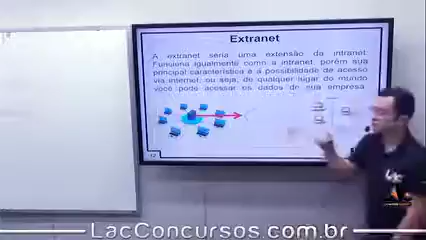 Extranet
A extranet seria uma extensão da intranet.
Funciona igualmente como a intranet, porém sua
principal característica é a possibilidade de acesso
via internet, ou seja, de qualquer lugar do mundo
você pode acessar os dados de sua empresa
12
LacConcursos.com.br